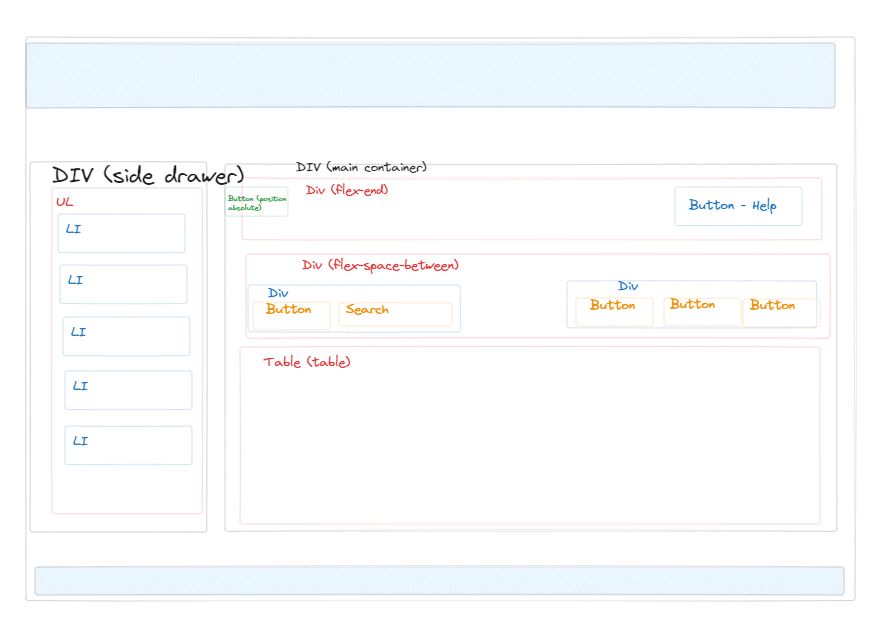 DIV (side drawer)
UL
LI
LI
LI
LI
LI
DIV (main container)
Button (position
absolute)
Div (flex-end)
Button - Help
Div (flex-space-between)
Div
Button
Search
Div
Button
Button
Button
Table (table)